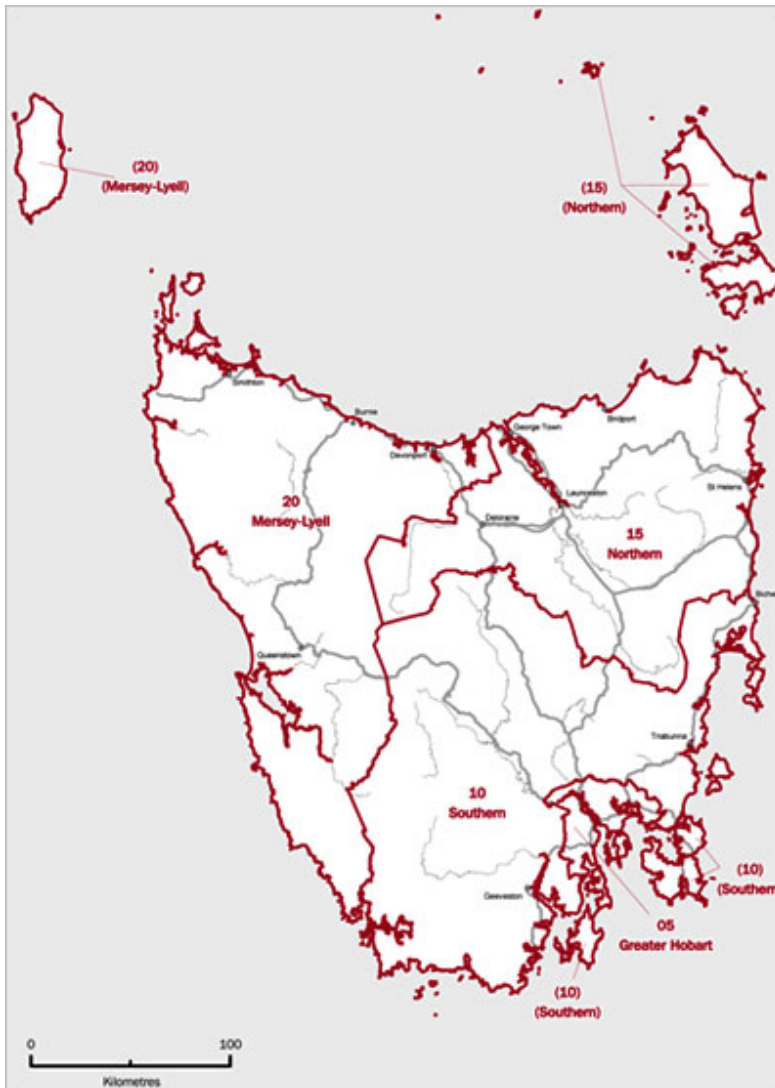 (20)
(Mersey-Lyell)
(15)
(Northern)
Smithton
Burnie
Devonport
George Town
Bridport
Launceston
St Helens
Deloraine
20
Mersey-Lyell
15
Northern
Biche
Queenstown
Triabunna
10
Southern
Geeveston
(10)
(Southern
05
Greater Hobart
(10)
(Southern)
0
100
Kilometres